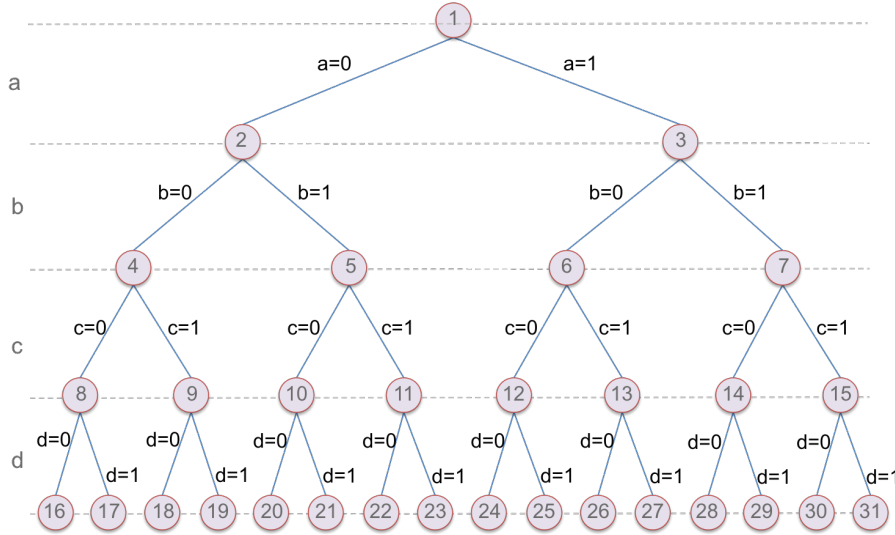 1
a=0 a=1
a
2 3
b=0 b=1 b=0 b=1
b
4 5 6 7
c=0 c=1 c=0 c=1 c=0 c=1 c=0 c=1
c
8 9 10 11 12 13 14 15
d=0 d=0 d=0 d=0 d=0 d=0 d=0 d=0
d
d=1 d=1 d=1 d=1 d=1 d=1 d=1 d=1
16 17 18 19 20 21 22 23 24 25 26 27 28 29 30 31